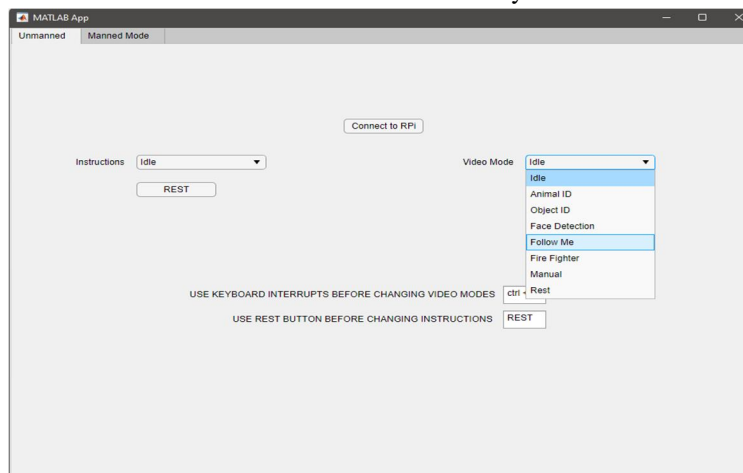 MATLAB App
Unmanned Manned Mode
Connect to RPi
Instructions Idle Video Mode Idle
REST
Idle
Animal ID
Object ID
Face Detection
Follow Me
Fire Fighter
Manual
Rest
USE KEYBOARD INTERRUPTS BEFORE CHANGING VIDEO MODES ctrl
USE REST BUTTON BEFORE CHANGING INSTRUCTIONS REST